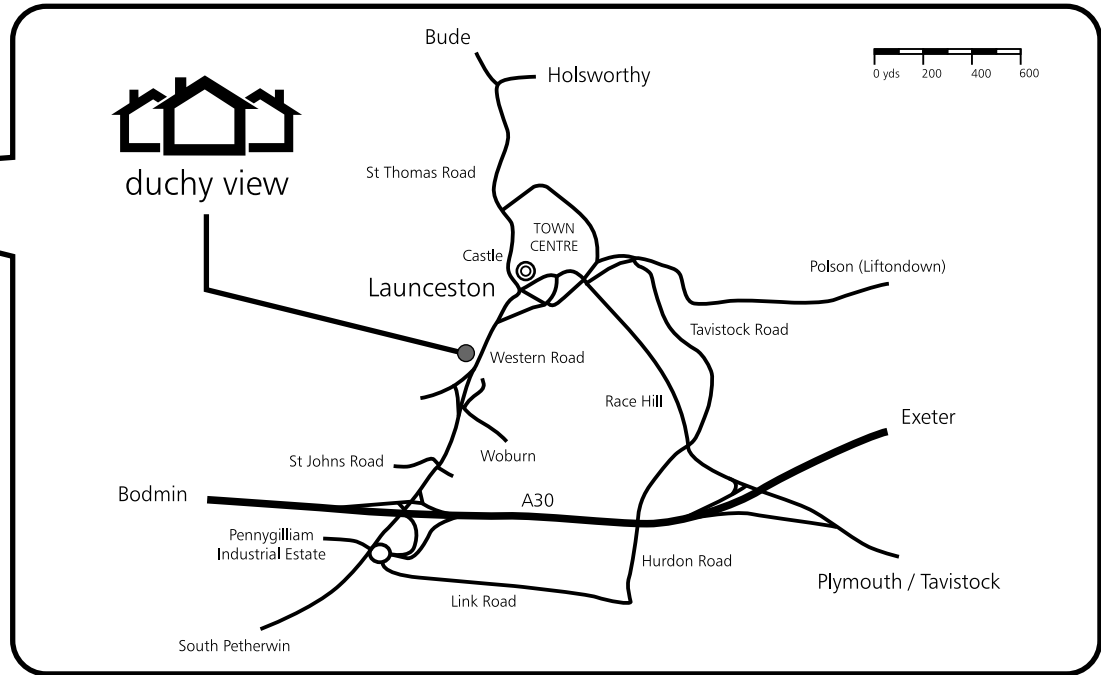 Bude
Holsworthy
0 yds 200 400 600
duchy view
St Thomas Road
TOWN
CENTRE
Castle
Launceston
Polson (Liftondown)
Tavistock Road
Western Road
Race Hill
Exeter
St Johns Road
Woburn
Bodmin
A30
Pennygilliam
Industrial Estate
Hurdon Road
Plymouth / Tavistock
Link Road
South Petherwin